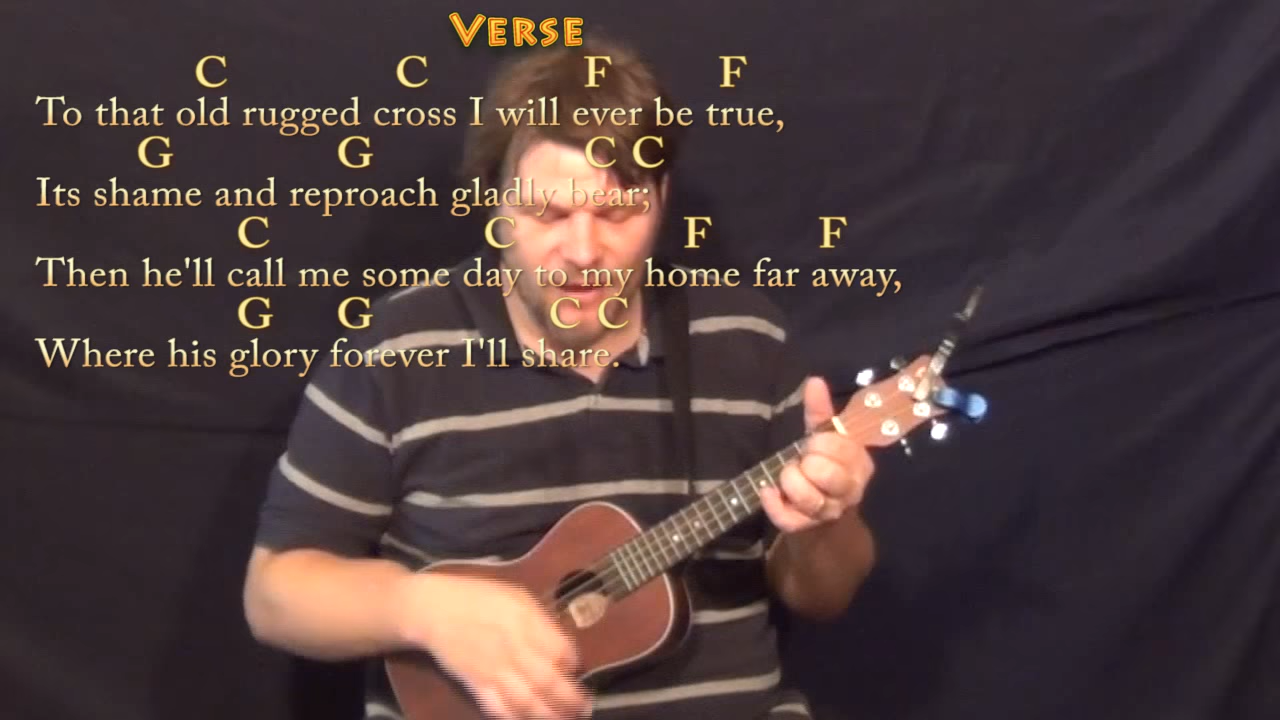 VERSE
C C F F
To that old rugged cross I will ever be true,
G G C C
Its shame and reproach gladly bear;
C C F F
Then he'll call me some day to my home far away,
G G C C
Where his glory forever I'll share.